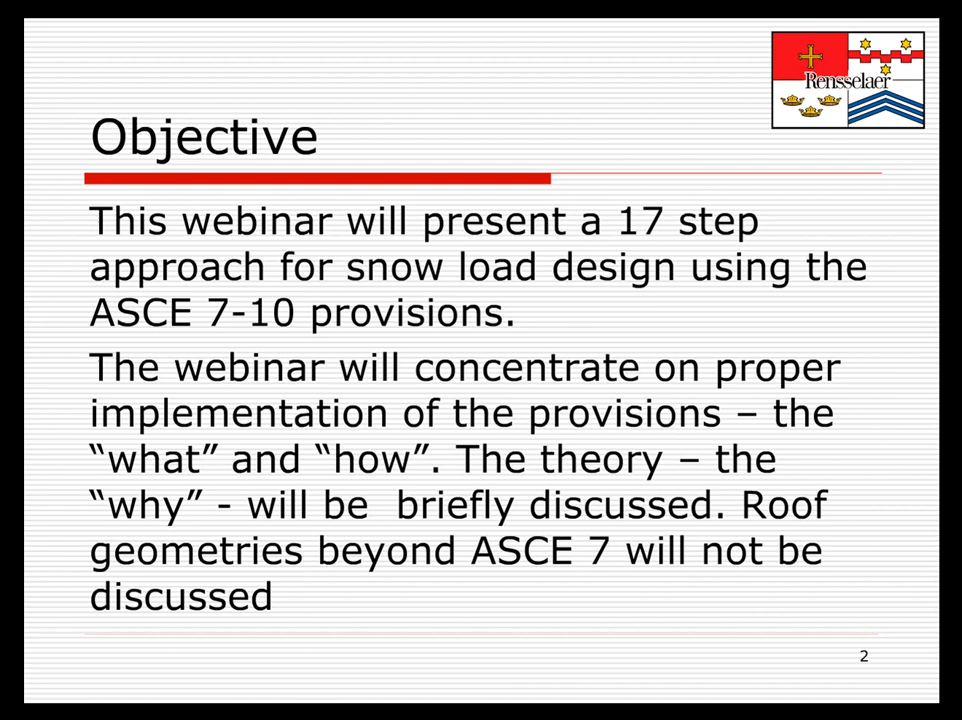 Rensselaer
Objective
This webinar will present a 17 step
approach for snow load design using the
ASCE 7-10 provisions.
The webinar will concentrate on proper
implementation of the provisions – the
“what” and “how”. The theory – the
“why” - will be  briefly discussed. Roof
geometries beyond ASCE 7 will not be
discussed
2